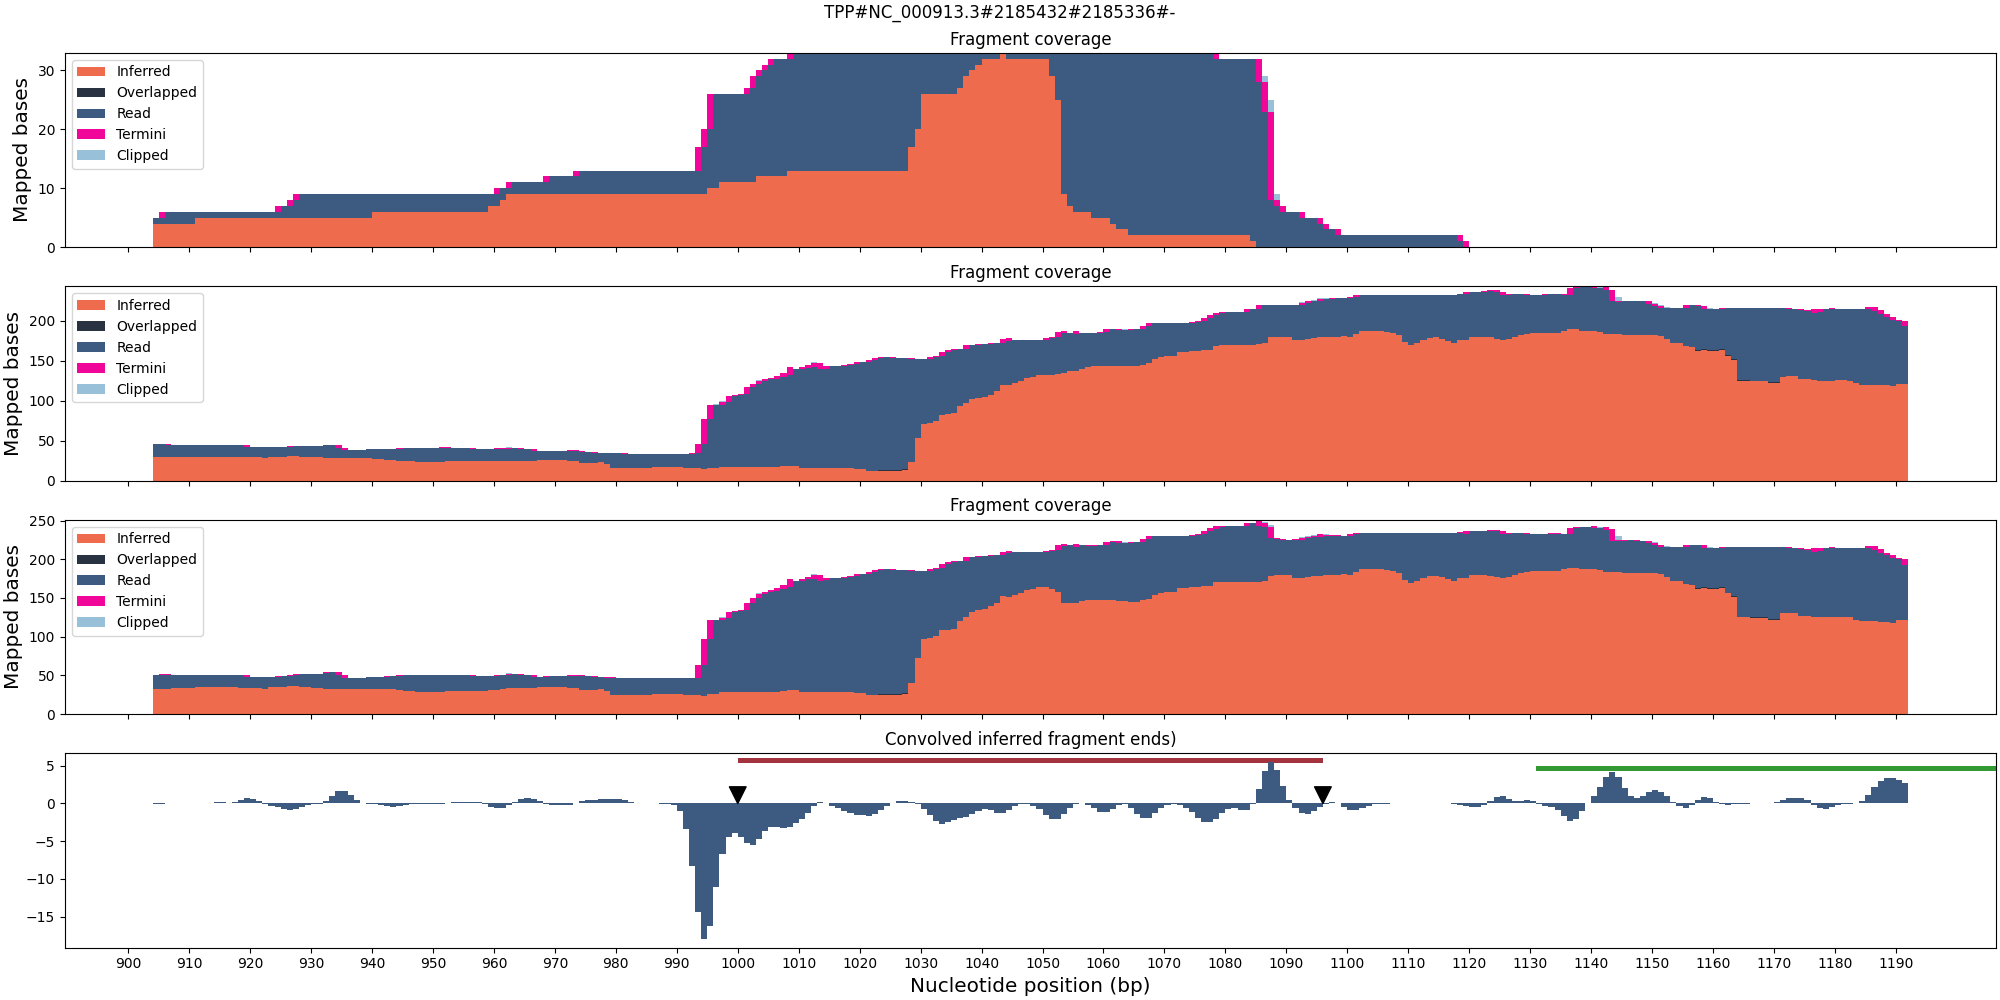 TPP#NC_000913.3#2185432#2185336#-
Fragment coverage
Mapped bases
30
20
10
0
Inferred
Overlapped
Read
Termini
Clipped
Fragment coverage
Mapped bases
200
150
100
50
0
Inferred
Overlapped
Read
Termini
Clipped
Fragment coverage
Mapped bases
250
200
150
100
50
0
Inferred
Overlapped
Read
Termini
Clipped
Convolved inferred fragment ends)
5
0
−5
−10
−15
900 910 920 930 940 950 960 970 980 990 1000 1010 1020 1030 1040 1050 1060 1070 1080 1090 1100 1110 1120 1130 1140 1150 1160 1170 1180 1190
Nucleotide position (bp)